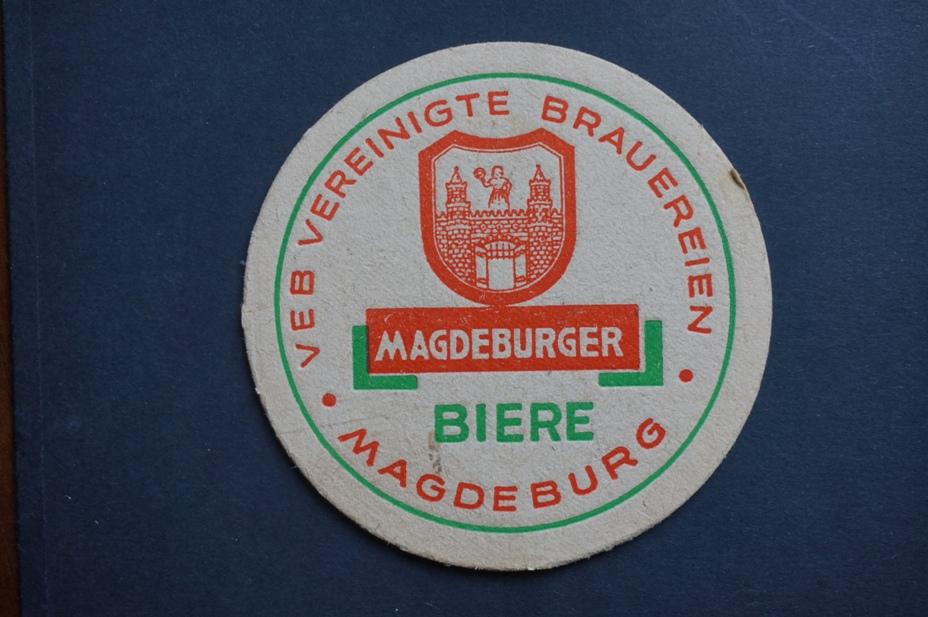 VEB VEREINIGTE BRAUEREIEN
MAGDEBURGER
BIERE
• MAGDEBURG •